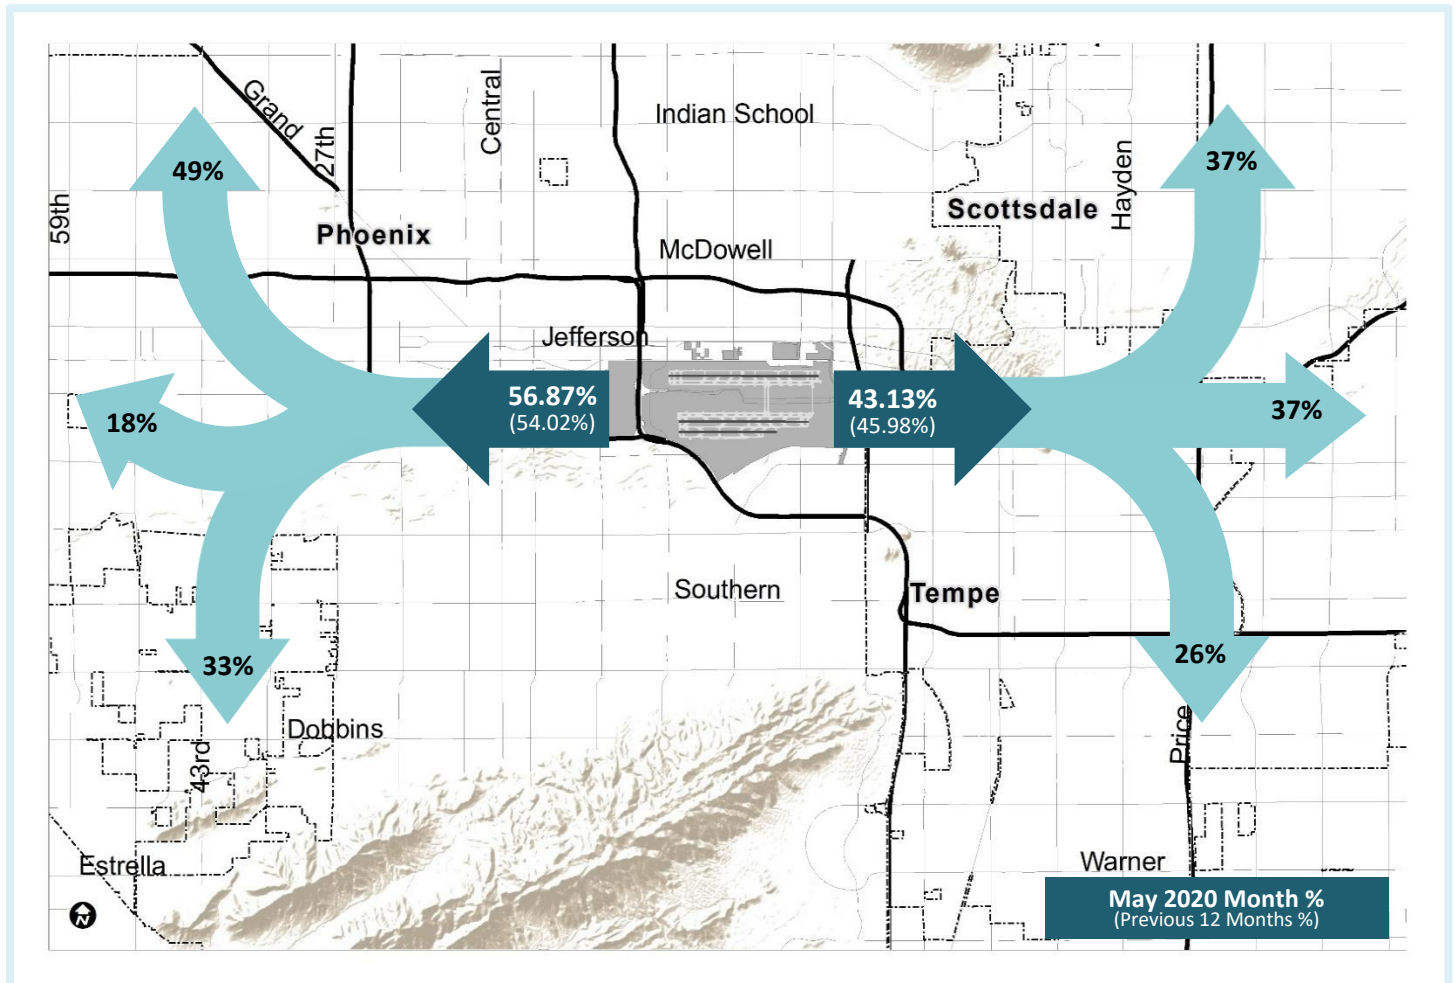 Grand
27th
Central
Indian School
Hayden
37%
49%
59th
Phoenix
Scottsdale
McDowell
Jefferson
56.87%
(54.02%)
43.13%
(45.98%)
37%
18%
Southern
Tempe
33%
26%
Dobbins
43rd
Price
Estrella
Warner
N
May 2020 Month %
(Previous 12 Months %)